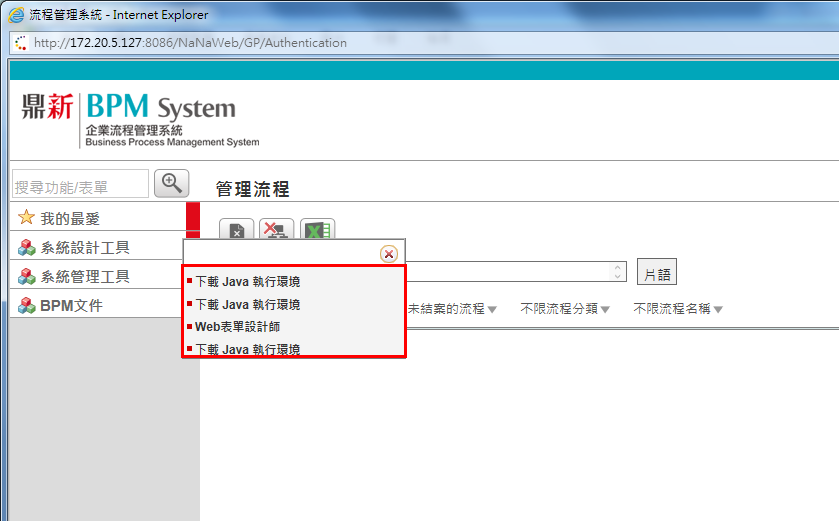 流程管理系統 - Internet Explorer
http://172.20.5.127:8086/NaNaWeb/GP/Authentication
鼎新 BPM System
企業流程管理系統
Business Process Management System
搜尋功能/表單
管理流程
我的最愛
系統設計工具
系統管理工具
BPM文件
下載 Java 執行環境
下載 Java 執行環境
Web表單設計師
下載 Java 執行環境
片語
未結案的流程 不限流程分類 不限流程名稱